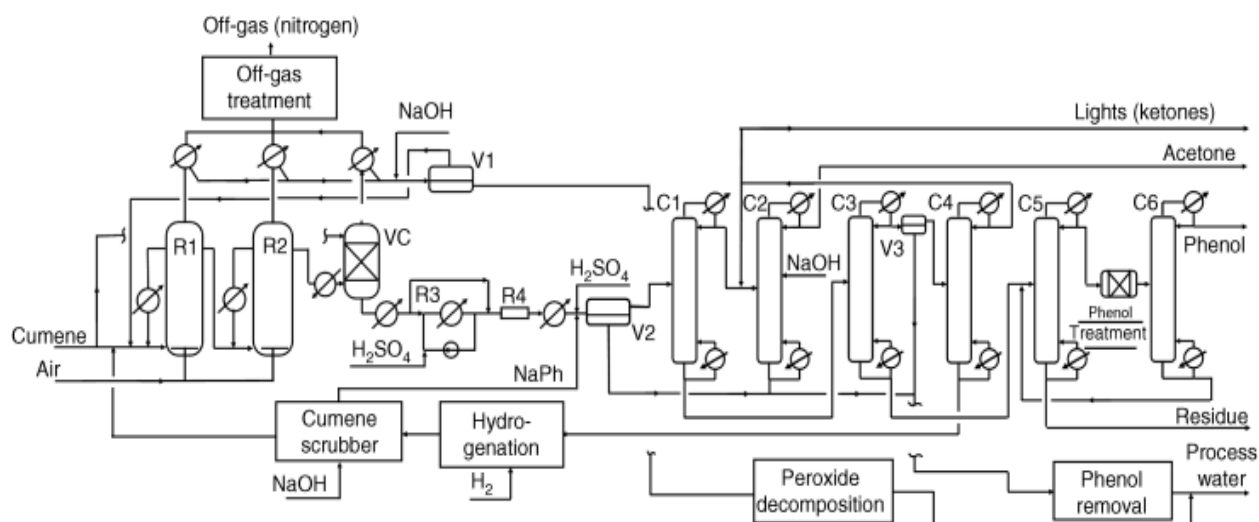 Off-gas (nitrogen)
Off-gas
treatment
NaOH
V1
Lights (ketones)
Acetone
C1
C2
C3
C4
C5
C6
R1
R2
VC
V3
Phenol
H₂SO₄
NaOH
R3
R4
V2
Phenol
Treatment
Cumene
Air
H₂SO₄
NaPh
Residue
Cumene
scrubber
Hydro-
genation
Process
water
Peroxide
decomposition
Phenol
removal
NaOH
H₂